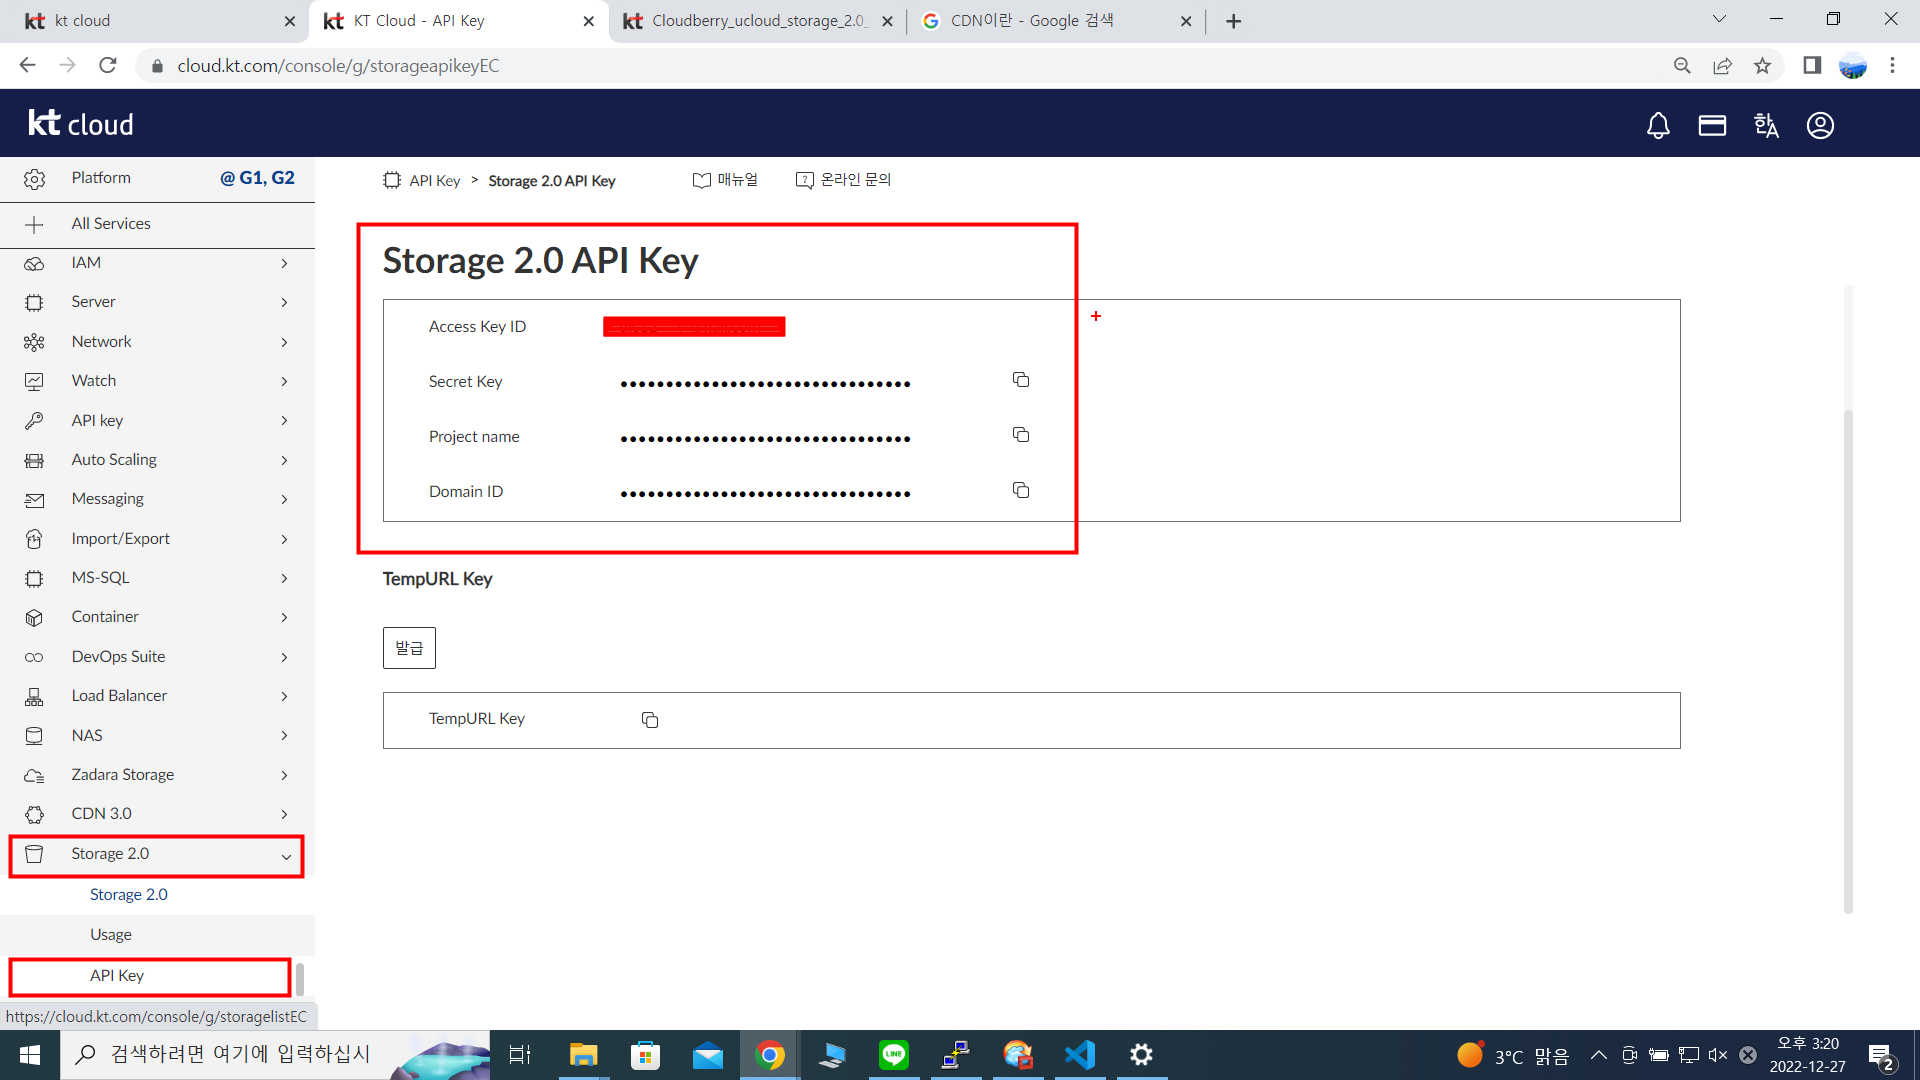 kt kt cloud
kt KT Cloud - API Key
kt Cloudberry_ucloud_storage_2.0_
G CDN이란 - Google 검색
cloud.kt.com/console/g/storageapikeyEC
kt cloud
한A
Platform @ G1, G2
All Services
IAM
Server
Network
Watch
API key
Auto Scaling
Messaging
Import/Export
MS-SQL
Container
DevOps Suite
Load Balancer
NAS
Zadara Storage
CDN 3.0
Storage 2.0
Storage 2.0
Usage
API Key
https://cloud.kt.com/console/g/storagelistEC
API Key > Storage 2.0 API Key
매뉴얼
온라인 문의
Storage 2.0 API Key
Access Key ID
Secret Key ••••••••••••••••••••••••••••••••
Project name ••••••••••••••••••••••••••••••••
Domain ID ••••••••••••••••••••••••••••••••
TempURL Key
발급
TempURL Key
검색하려면 여기에 입력하십시
LINE
3°C 맑음
오후 3:20
2022-12-27
2